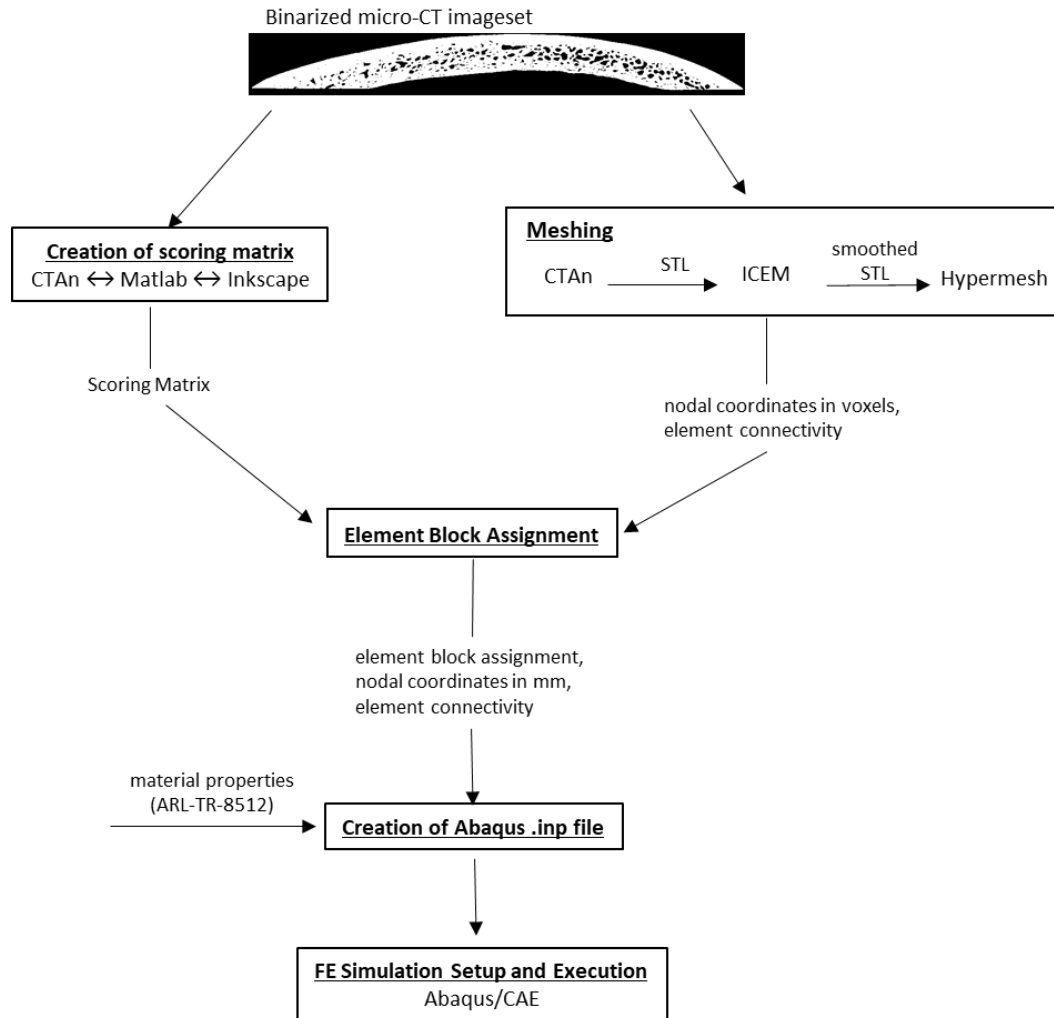 Binarized micro-CT imageset
Creation of scoring matrix
CTAn ↔ Matlab ↔ Inkscape
Meshing
CTAn
STL
ICEM
smoothed
STL
Hypermesh
Scoring Matrix
nodal coordinates in voxels,
element connectivity
Element Block Assignment
element block assignment,
nodal coordinates in mm,
element connectivity
material properties
(ARL-TR-8512)
Creation of Abaqus .inp file
FE Simulation Setup and Execution
Abaqus/CAE